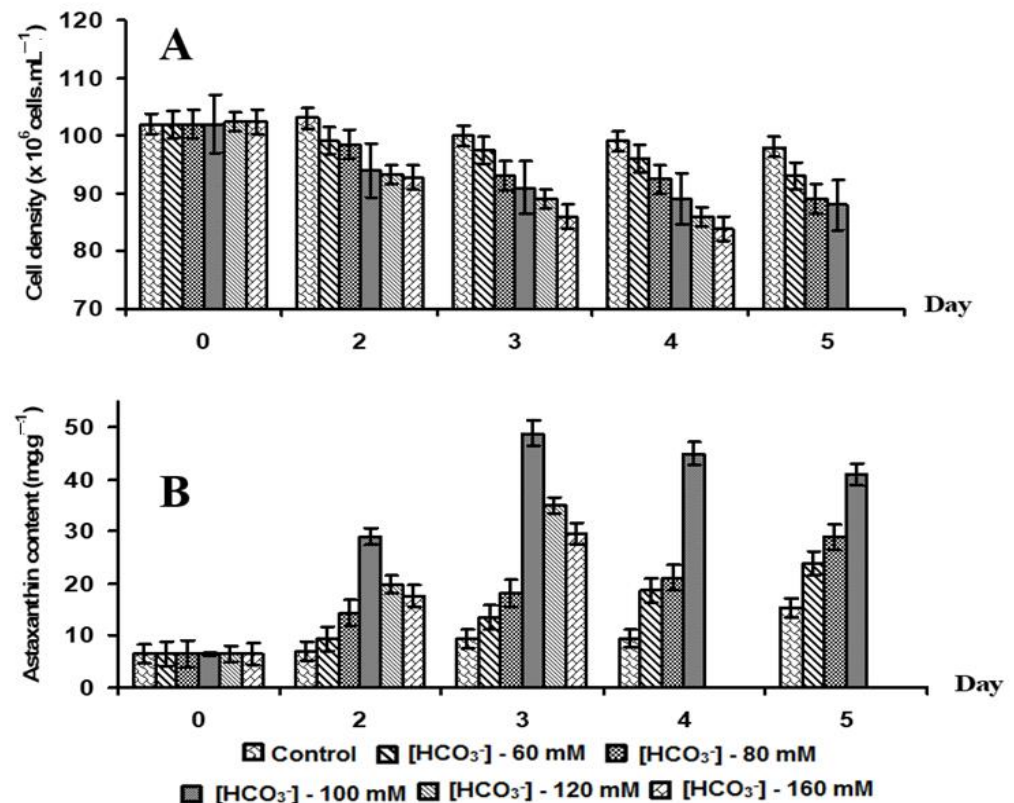 A
Cell density (x 10⁶ cells.mL⁻¹)
120
110
100
90
80
70
0 2 3 4 5
Day
B
Astaxanthin content (mg.g⁻¹)
50
40
30
20
10
0
0 2 3 4 5
Day
Control [HCO₃⁻] - 60 mM [HCO₃⁻] - 80 mM
[HCO₃⁻] - 100 mM [HCO₃⁻] - 120 mM [HCO₃⁻] - 160 mM